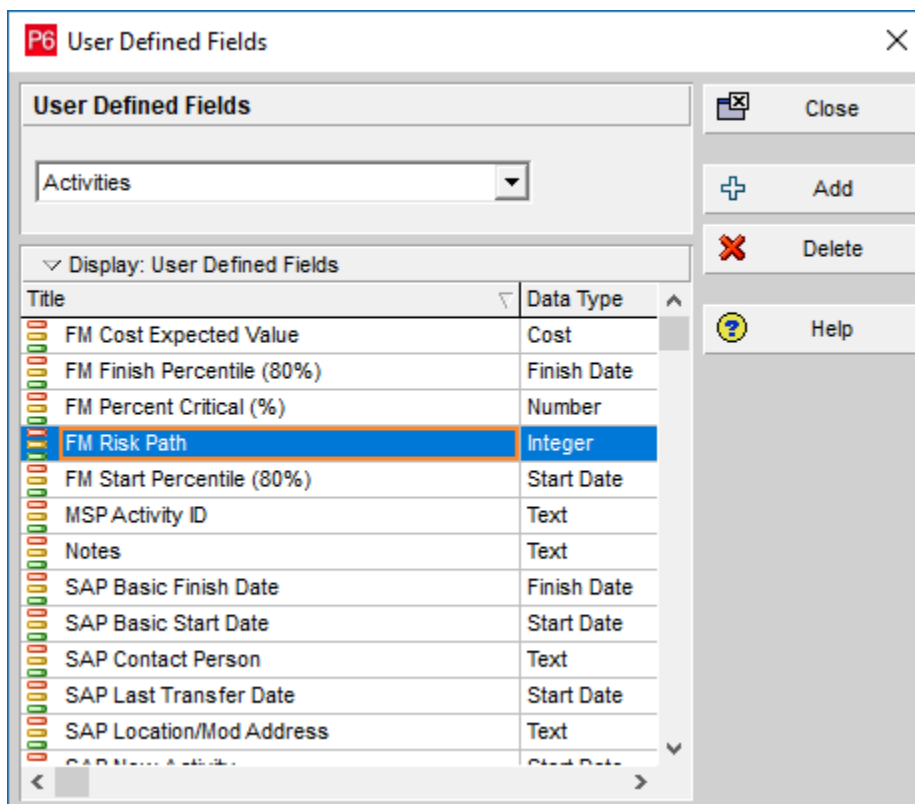 P6 User Defined Fields
User Defined Fields
Close
Activities
Add
Delete
Display: User Defined Fields
Title Data Type
Help
FM Cost Expected Value Cost
FM Finish Percentile (80%) Finish Date
FM Percent Critical (%) Number
FM Risk Path Integer
FM Start Percentile (80%) Start Date
MSP Activity ID Text
Notes Text
SAP Basic Finish Date Finish Date
SAP Basic Start Date Start Date
SAP Contact Person Text
SAP Last Transfer Date Start Date
SAP Location/Mod Address Text